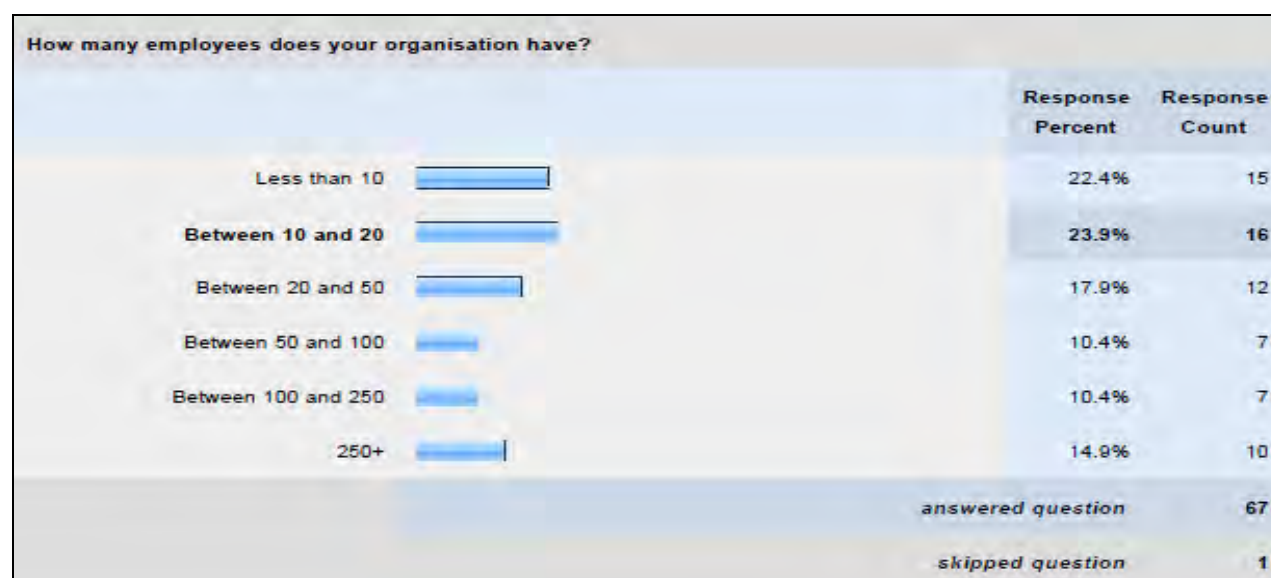 How many employees does your organisation have?
Response Response
Percent Count
Less than 10 22.4% 15
Between 10 and 20 23.9% 16
Between 20 and 50 17.9% 12
Between 50 and 100 10.4% 7
Between 100 and 250 10.4% 7
250+ 14.9% 10
answered question 67
skipped question 1